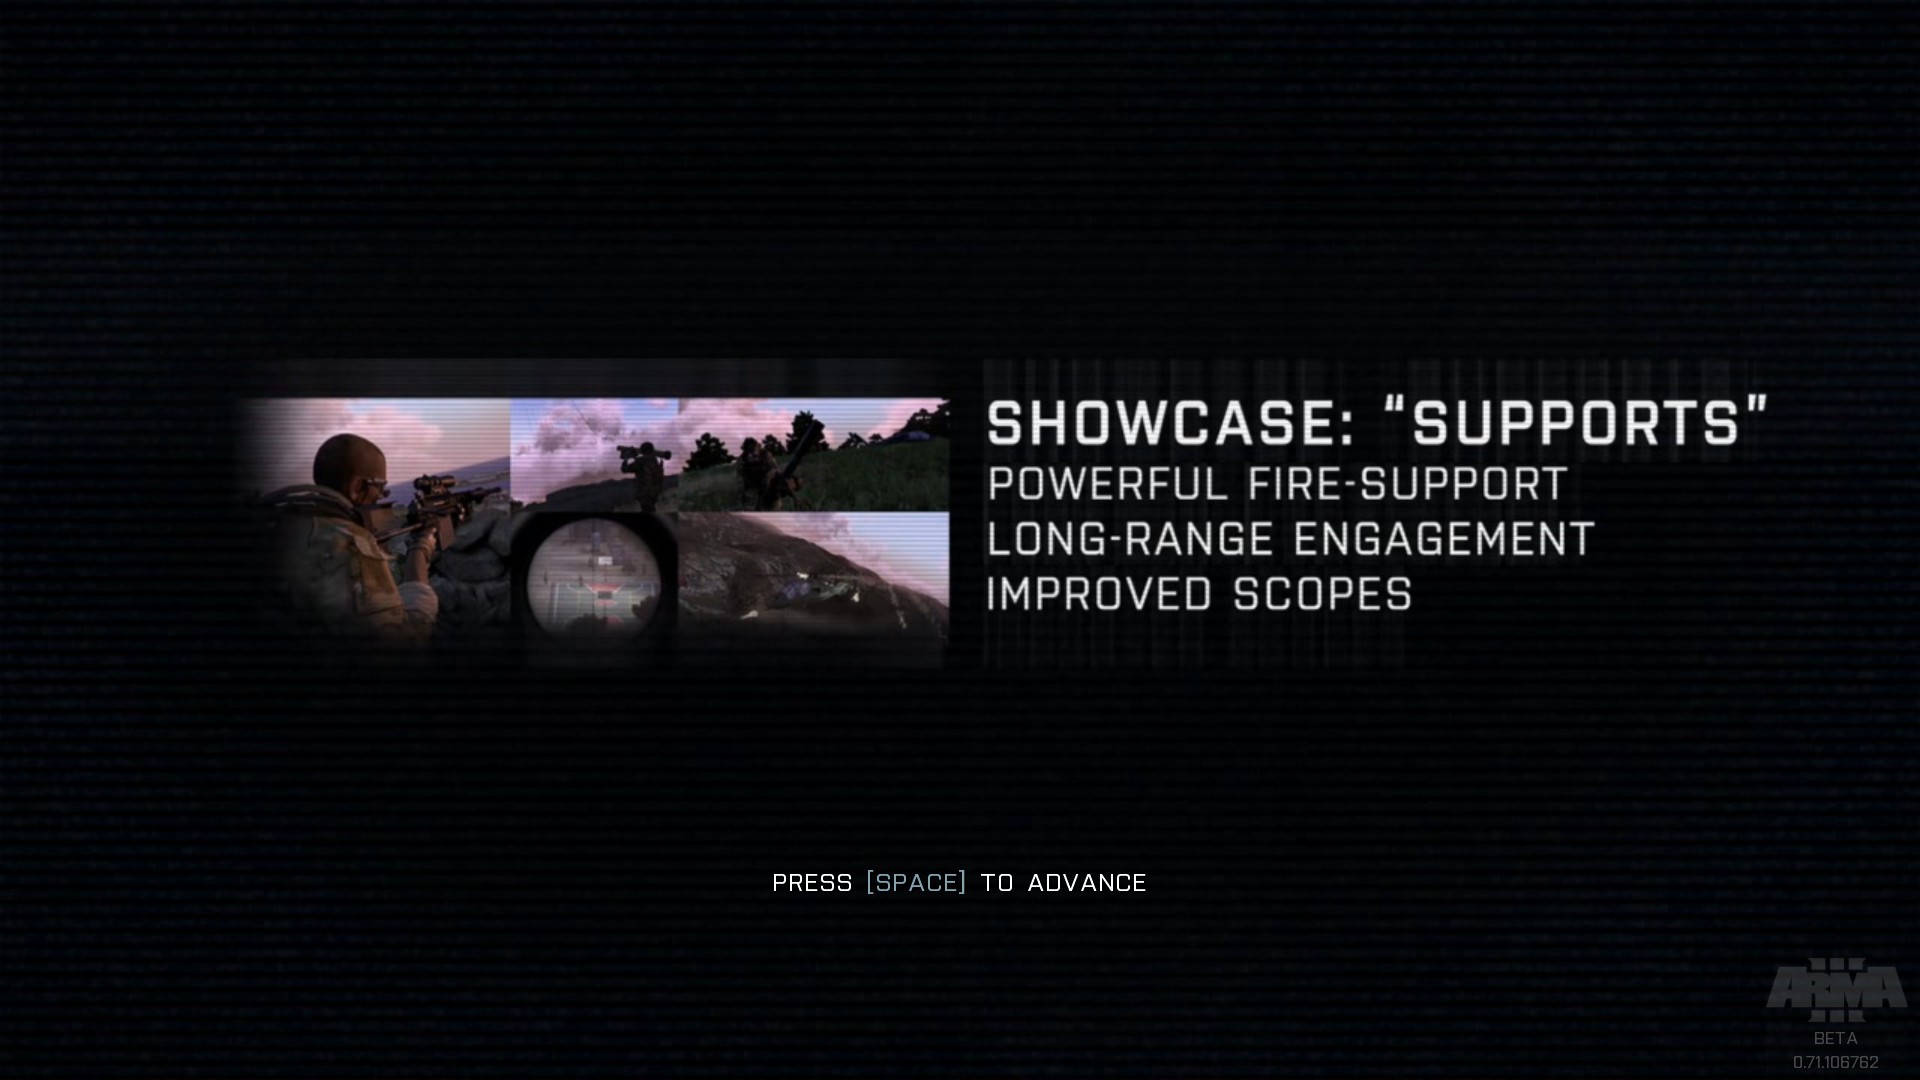 SHOWCASE: “SUPPORTS”
POWERFUL FIRE-SUPPORT
LONG-RANGE ENGAGEMENT
IMPROVED SCOPES
PRESS [SPACE] TO ADVANCE
ARMA III
BETA
0.71.106762